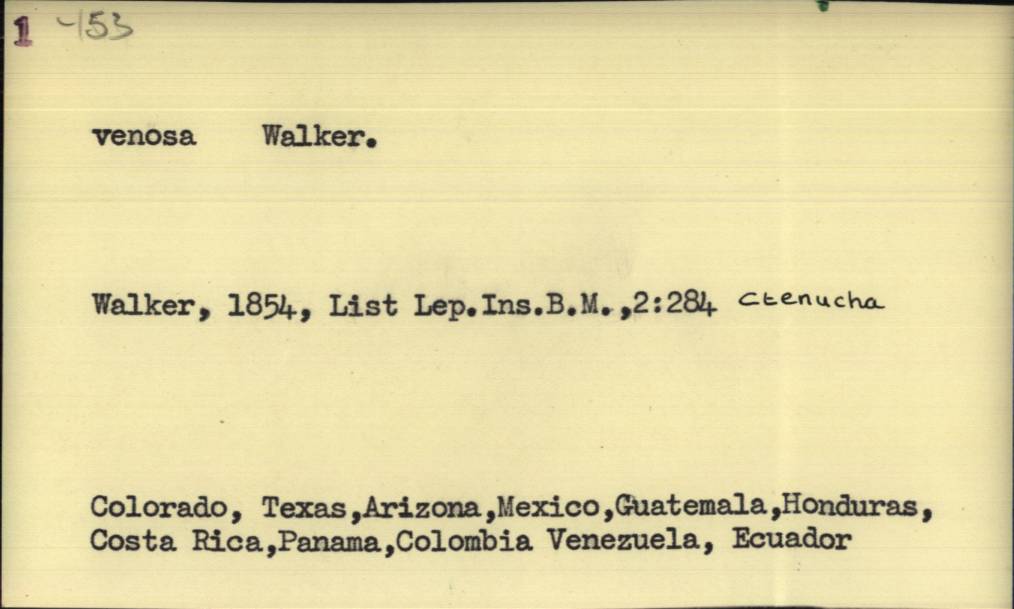 1 453
venosa Walker.
Walker, 1854, List Lep.Ins.B.M.,2:284 Ctenucha
Colorado, Texas,Arizona,Mexico,Guatemala,Honduras,
Costa Rica,Panama,Colombia Venezuela, Ecuador